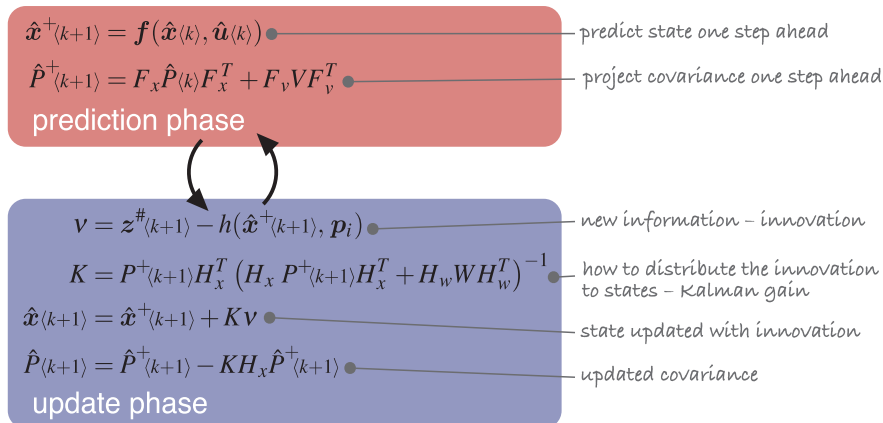 x̂⁺⟨k+1⟩ = f(x̂⟨k⟩, û⟨k⟩)
predict state one step ahead
P̂⁺⟨k+1⟩ = FₓP̂⟨k⟩Fₓᵀ + FᵥVFᵥᵀ
project covariance one step ahead
prediction phase
ν = z^#⟨k+1⟩ − h(x̂⁺⟨k+1⟩, pᵢ)
new information – innovation
K = P⁺⟨k+1⟩Hₓᵀ (Hₓ P⁺⟨k+1⟩Hₓᵀ + H_wWH_wᵀ)⁻¹
how to distribute the innovation
to states – Kalman gain
x̂⟨k+1⟩ = x̂⁺⟨k+1⟩ + Kν
state updated with innovation
P̂⟨k+1⟩ = P̂⁺⟨k+1⟩ − KHₓP̂⁺⟨k+1⟩
updated covariance
update phase